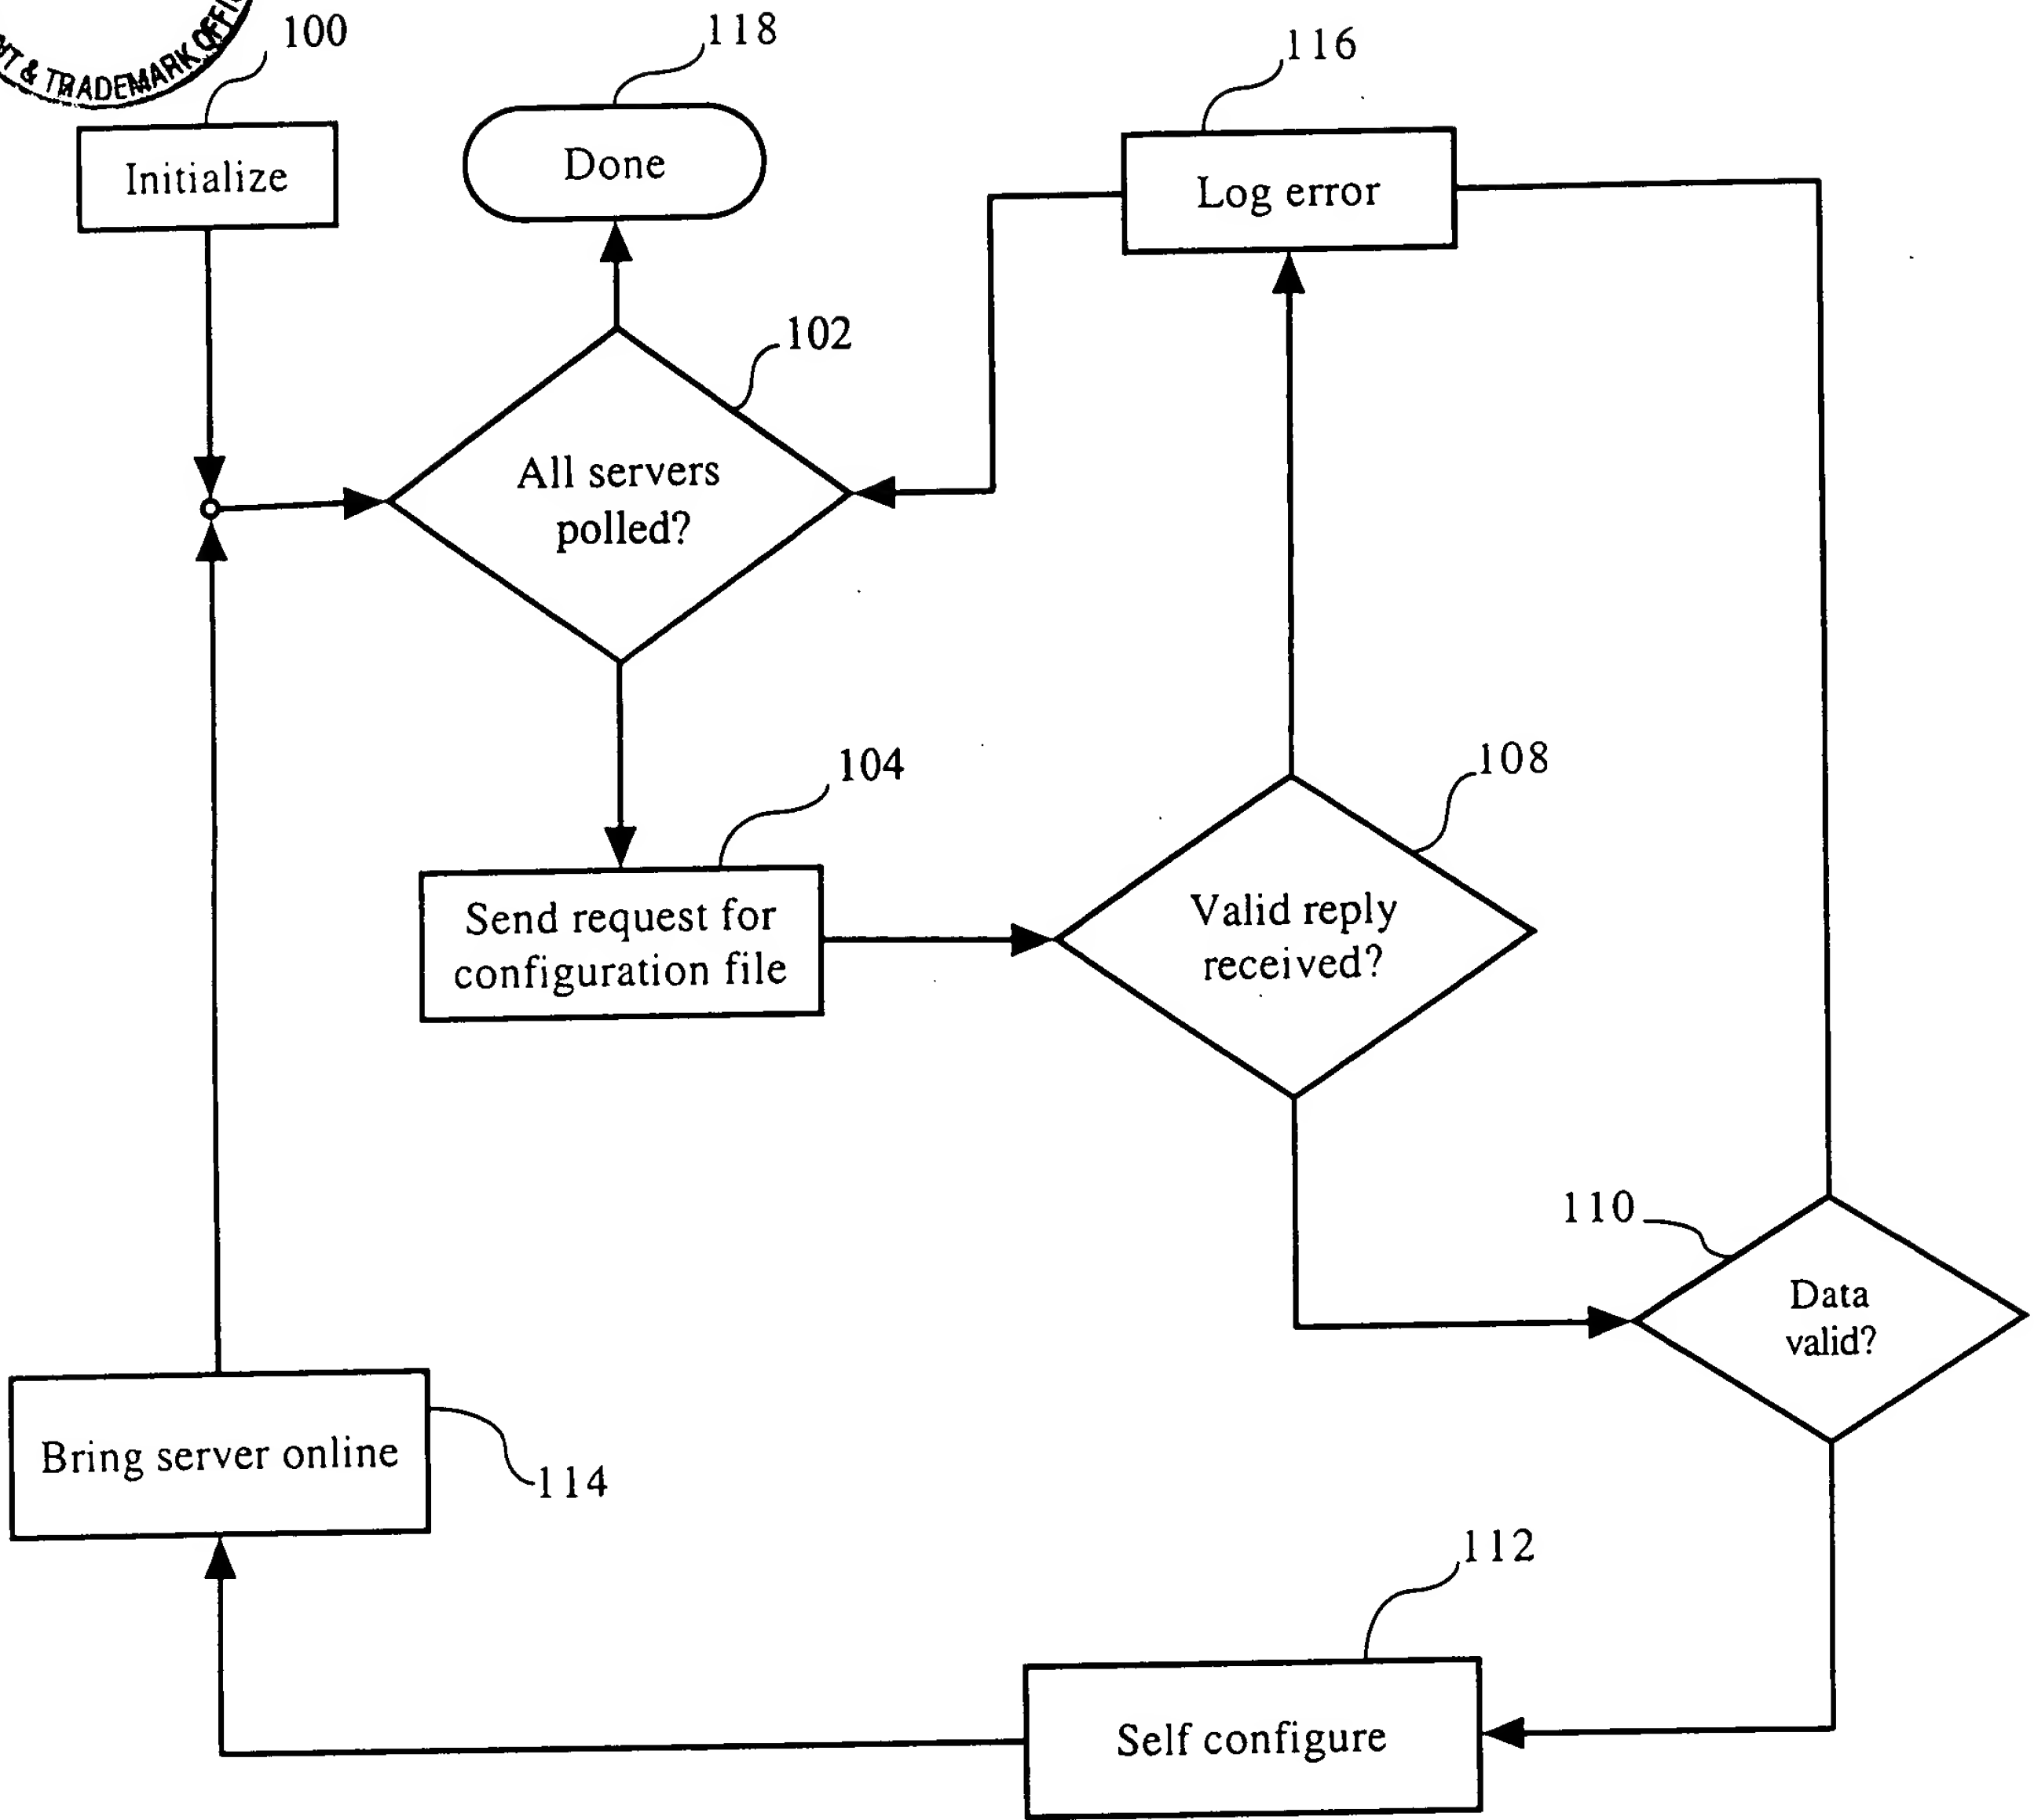 & TRADEMARK OFFI
100
118
116
Initialize
Done
Log error
102
All servers
polled?
104
108
Send request for
configuration file
Valid reply
received?
110
Data
valid?
Bring server online
114
112
Self configure